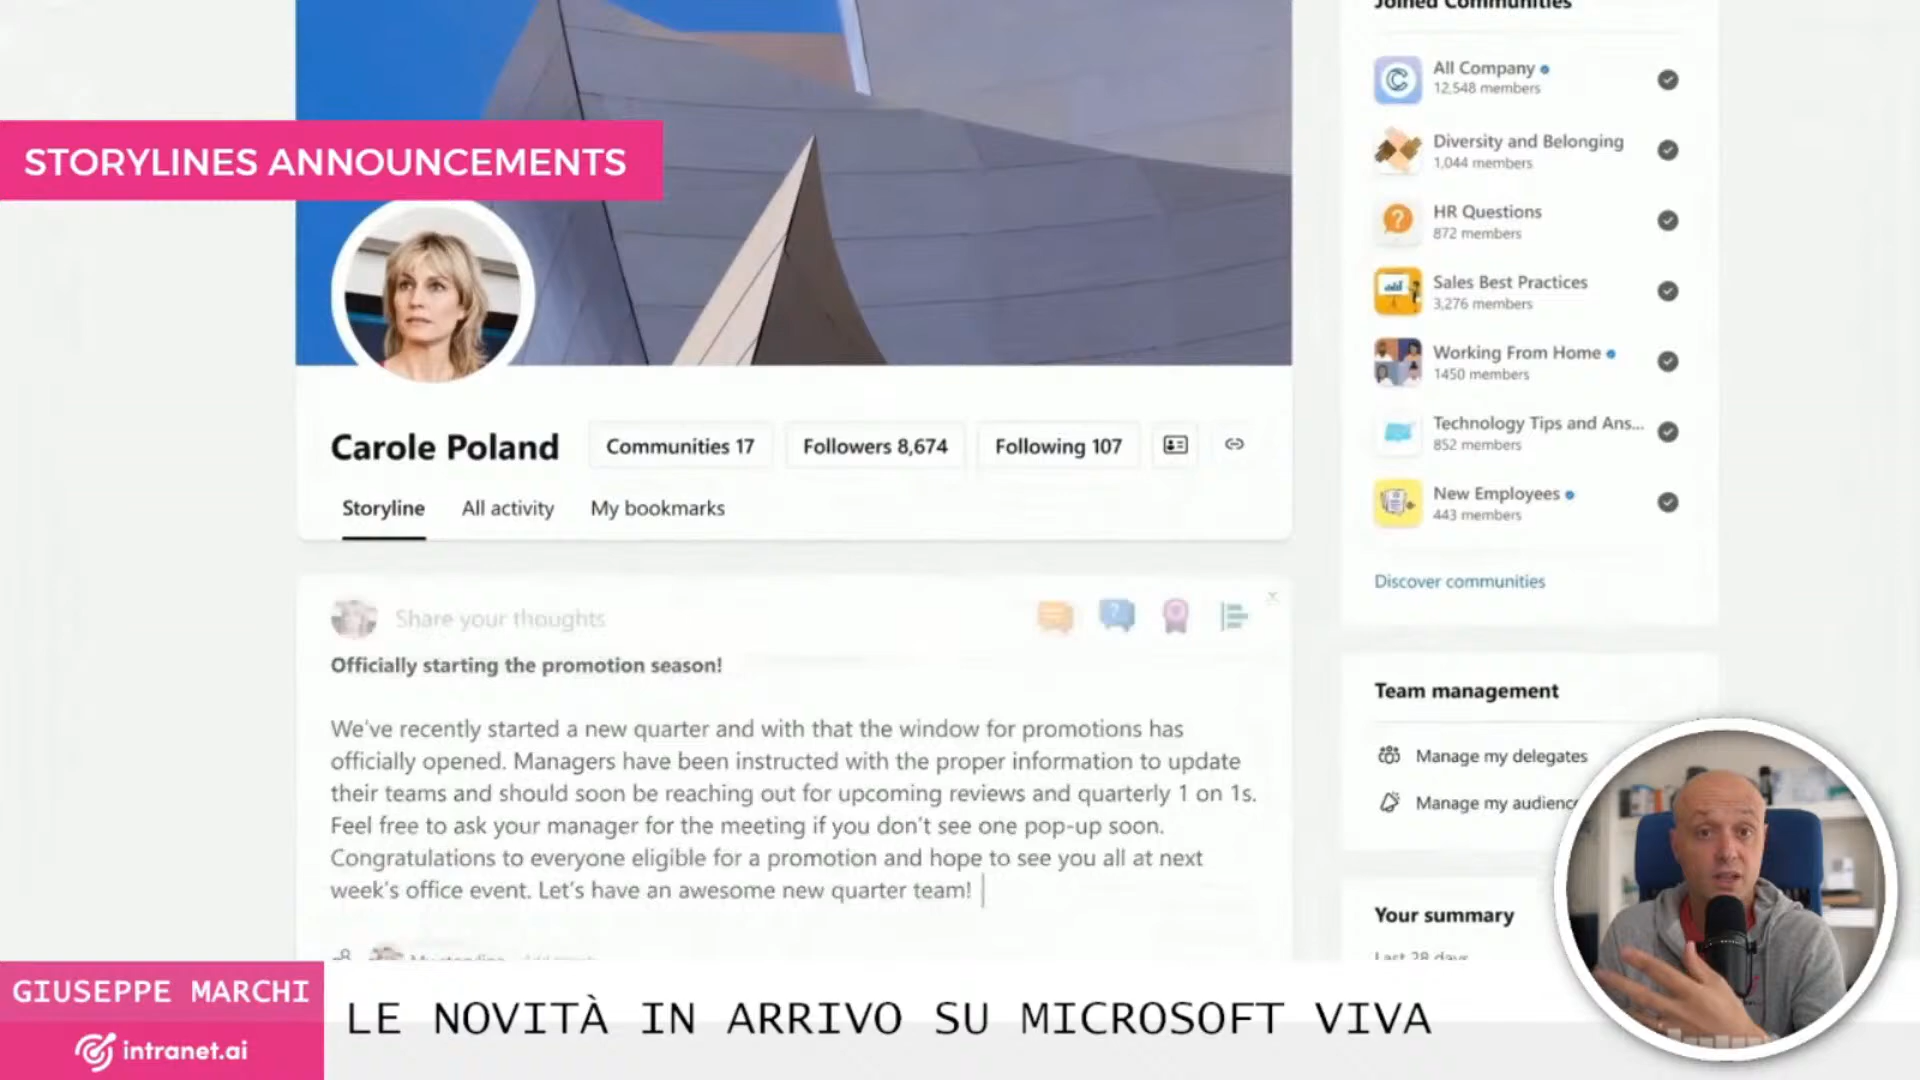 STORYLINES ANNOUNCEMENTS
Carole Poland
Communities 17
Followers 8,674
Following 107
Storyline
All activity
My bookmarks
Share your thoughts
Officially starting the promotion season!
We've recently started a new quarter and with that the window for promotions has
officially opened. Managers have been instructed with the proper information to update
their teams and should soon be reaching out for upcoming reviews and quarterly 1 on 1s.
Feel free to ask your manager for the meeting if you don't see one pop-up soon.
Congratulations to everyone eligible for a promotion and hope to see you all at next
week's office event. Let's have an awesome new quarter team!
Joined Communities
All Company
12,548 members
Diversity and Belonging
1,044 members
HR Questions
872 members
Sales Best Practices
3,276 members
Working From Home
1450 members
Technology Tips and Ans...
852 members
New Employees
443 members
Discover communities
Team management
Manage my delegates
Manage my audienc
Your summary
Last 28 days
GIUSEPPE MARCHI
intranet.ai
LE NOVITÀ IN ARRIVO SU MICROSOFT VIVA